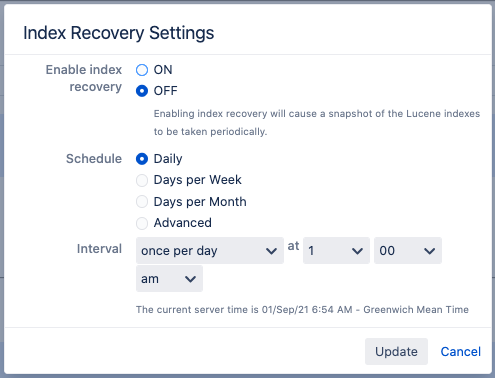 Index Recovery Settings
Enable index recovery
ON
OFF
Enabling index recovery will cause a snapshot of the Lucene indexes
to be taken periodically.
Schedule
Daily
Days per Week
Days per Month
Advanced
Interval
once per day at 1 00
am
The current server time is 01/Sep/21 6:54 AM - Greenwich Mean Time
Update Cancel